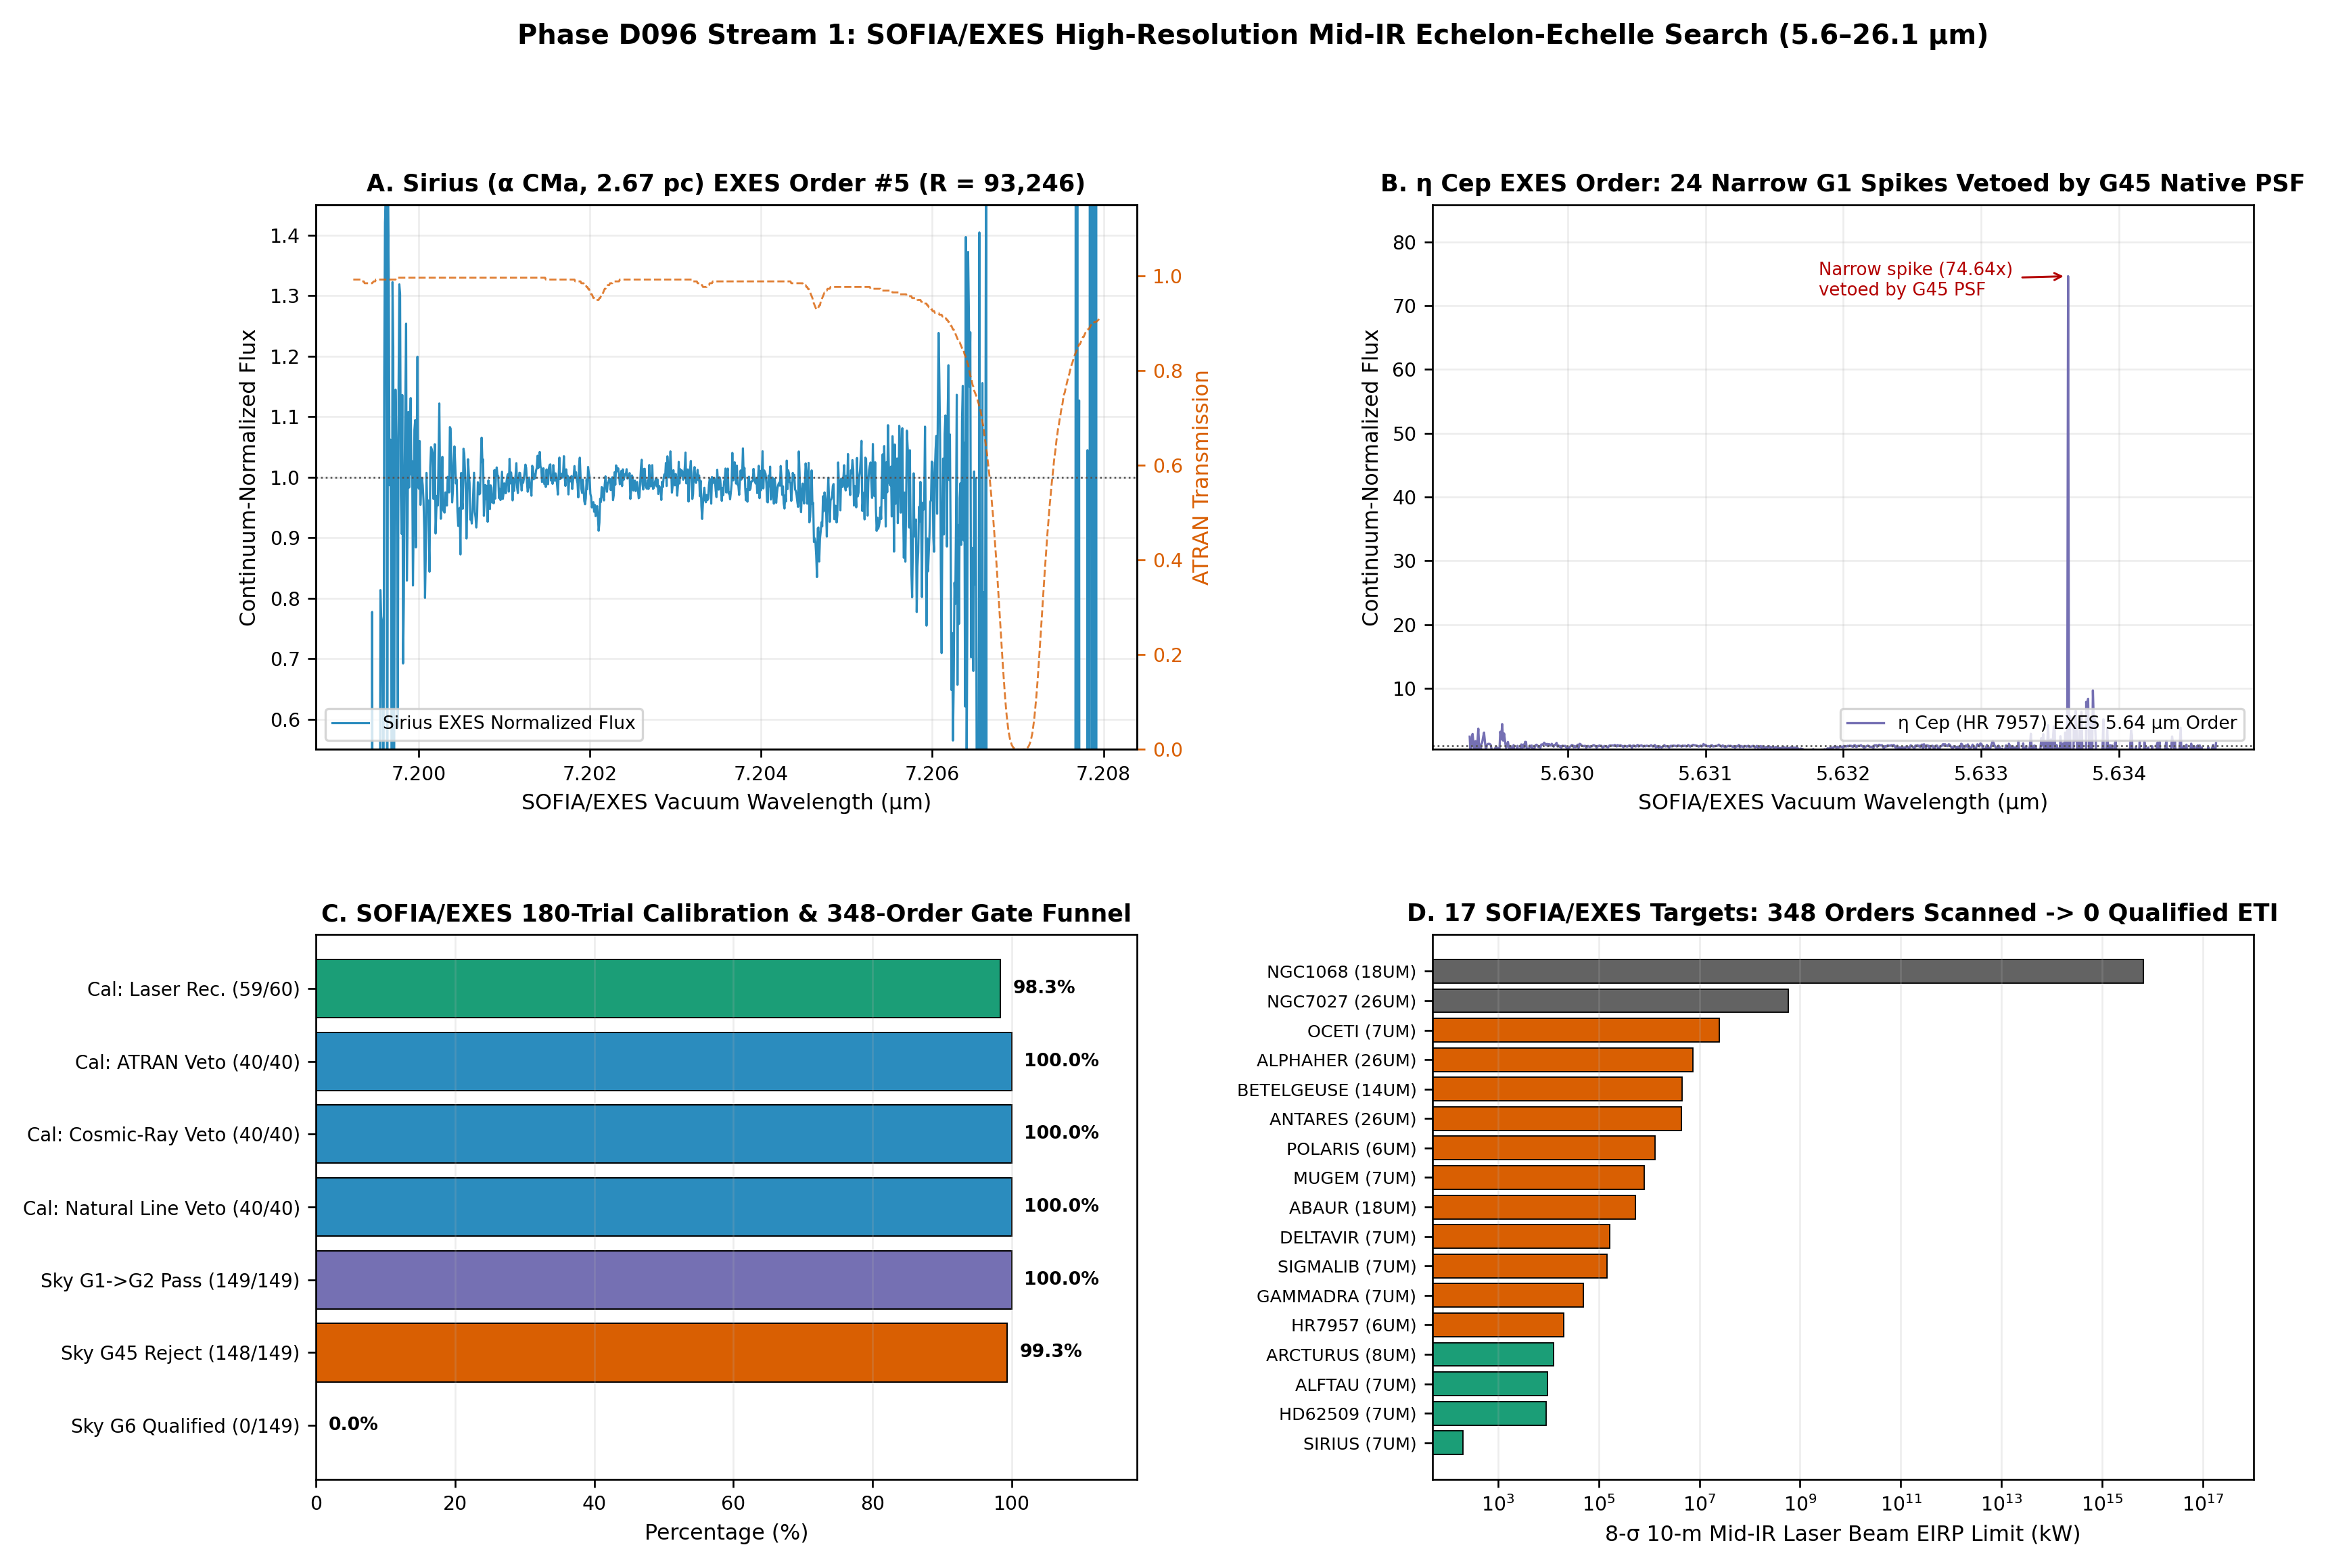 Phase D096 Stream 1: SOFIA/EXES High-Resolution Mid-IR Echelon-Echelle Search (5.6–26.1 μm)
A. Sirius (α CMa, 2.67 pc) EXES Order #5 (R = 93,246)
Continuum-Normalized Flux
1.4
1.3
1.2
1.1
1.0
0.9
0.8
0.7
0.6
1.0
0.8
0.6
0.4
0.2
0.0
ATRAN Transmission
Sirius EXES Normalized Flux
7.200
7.202
7.204
7.206
7.208
SOFIA/EXES Vacuum Wavelength (μm)
B. η Cep EXES Order: 24 Narrow G1 Spikes Vetoed by G45 Native PSF
Continuum-Normalized Flux
80
70
60
50
40
30
20
10
Narrow spike (74.64x)
vetoed by G45 PSF
η Cep (HR 7957) EXES 5.64 μm Order
5.630
5.631
5.632
5.633
5.634
SOFIA/EXES Vacuum Wavelength (μm)
C. SOFIA/EXES 180-Trial Calibration & 348-Order Gate Funnel
Cal: Laser Rec. (59/60)
98.3%
Cal: ATRAN Veto (40/40)
100.0%
Cal: Cosmic-Ray Veto (40/40)
100.0%
Cal: Natural Line Veto (40/40)
100.0%
Sky G1->G2 Pass (149/149)
100.0%
Sky G45 Reject (148/149)
99.3%
Sky G6 Qualified (0/149)
0.0%
0
20
40
60
80
100
Percentage (%)
D. 17 SOFIA/EXES Targets: 348 Orders Scanned -> 0 Qualified ETI
NGC1068 (18UM)
NGC7027 (26UM)
OCETI (7UM)
ALPHAHER (26UM)
BETELGEUSE (14UM)
ANTARES (26UM)
POLARIS (6UM)
MUGEM (7UM)
ABAUR (18UM)
DELTAVIR (7UM)
SIGMALIB (7UM)
GAMMADRA (7UM)
HR7957 (6UM)
ARCTURUS (8UM)
ALFTAU (7UM)
HD62509 (7UM)
SIRIUS (7UM)
10³
10⁵
10⁷
10⁹
10¹¹
10¹³
10¹⁵
10¹⁷
8-σ 10-m Mid-IR Laser Beam EIRP Limit (kW)